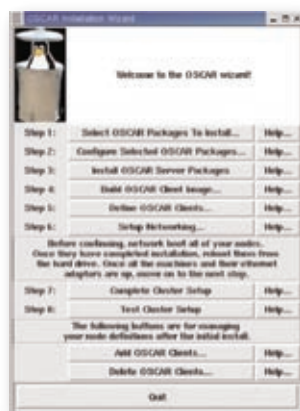 OSCAR Installation Wizard
Welcome to the OSCAR wizard!
Step 1: Select OSCAR Packages To Install... Help...
Step 2: Configure Selected OSCAR Packages... Help...
Step 3: Install OSCAR Server Packages Help...
Step 4: Build OSCAR Client Image... Help...
Step 5: Define OSCAR Clients... Help...
Step 6: Setup Networking... Help...
Before continuing, network boot all of your nodes.
Once they have completed installation, reboot them from
the hard drive. Once all the machines and their ethernet
adaptors are up, move on to the next step.
Step 7: Complete Cluster Setup Help...
Step 8: Test Cluster Setup Help...
The following buttons are for managing
your node definitions after the initial install.
Add OSCAR Clients... Help...
Delete OSCAR Clients... Help...
Quit